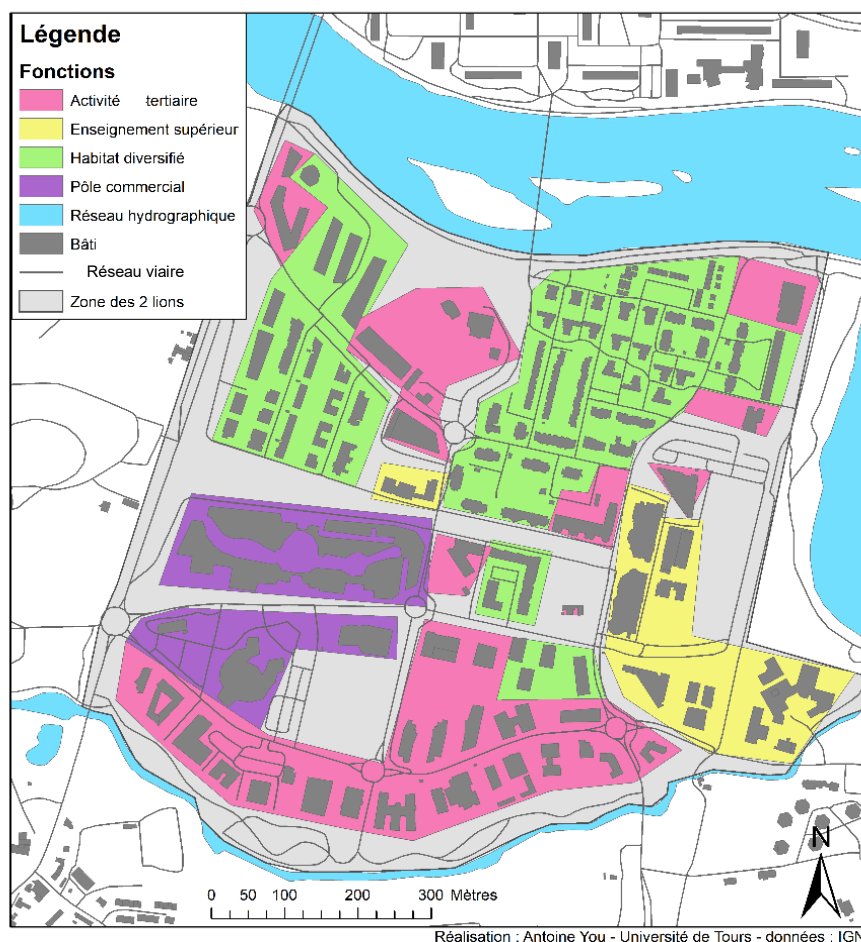 Légende
Fonctions
Activité tertiaire
Enseignement supérieur
Habitat diversifié
Pôle commercial
Réseau hydrographique
Bâti
Réseau viaire
Zone des 2 lions
N
0 50 100 200 300 Mètres
Réalisation : Antoine You - Université de Tours - données : IGN